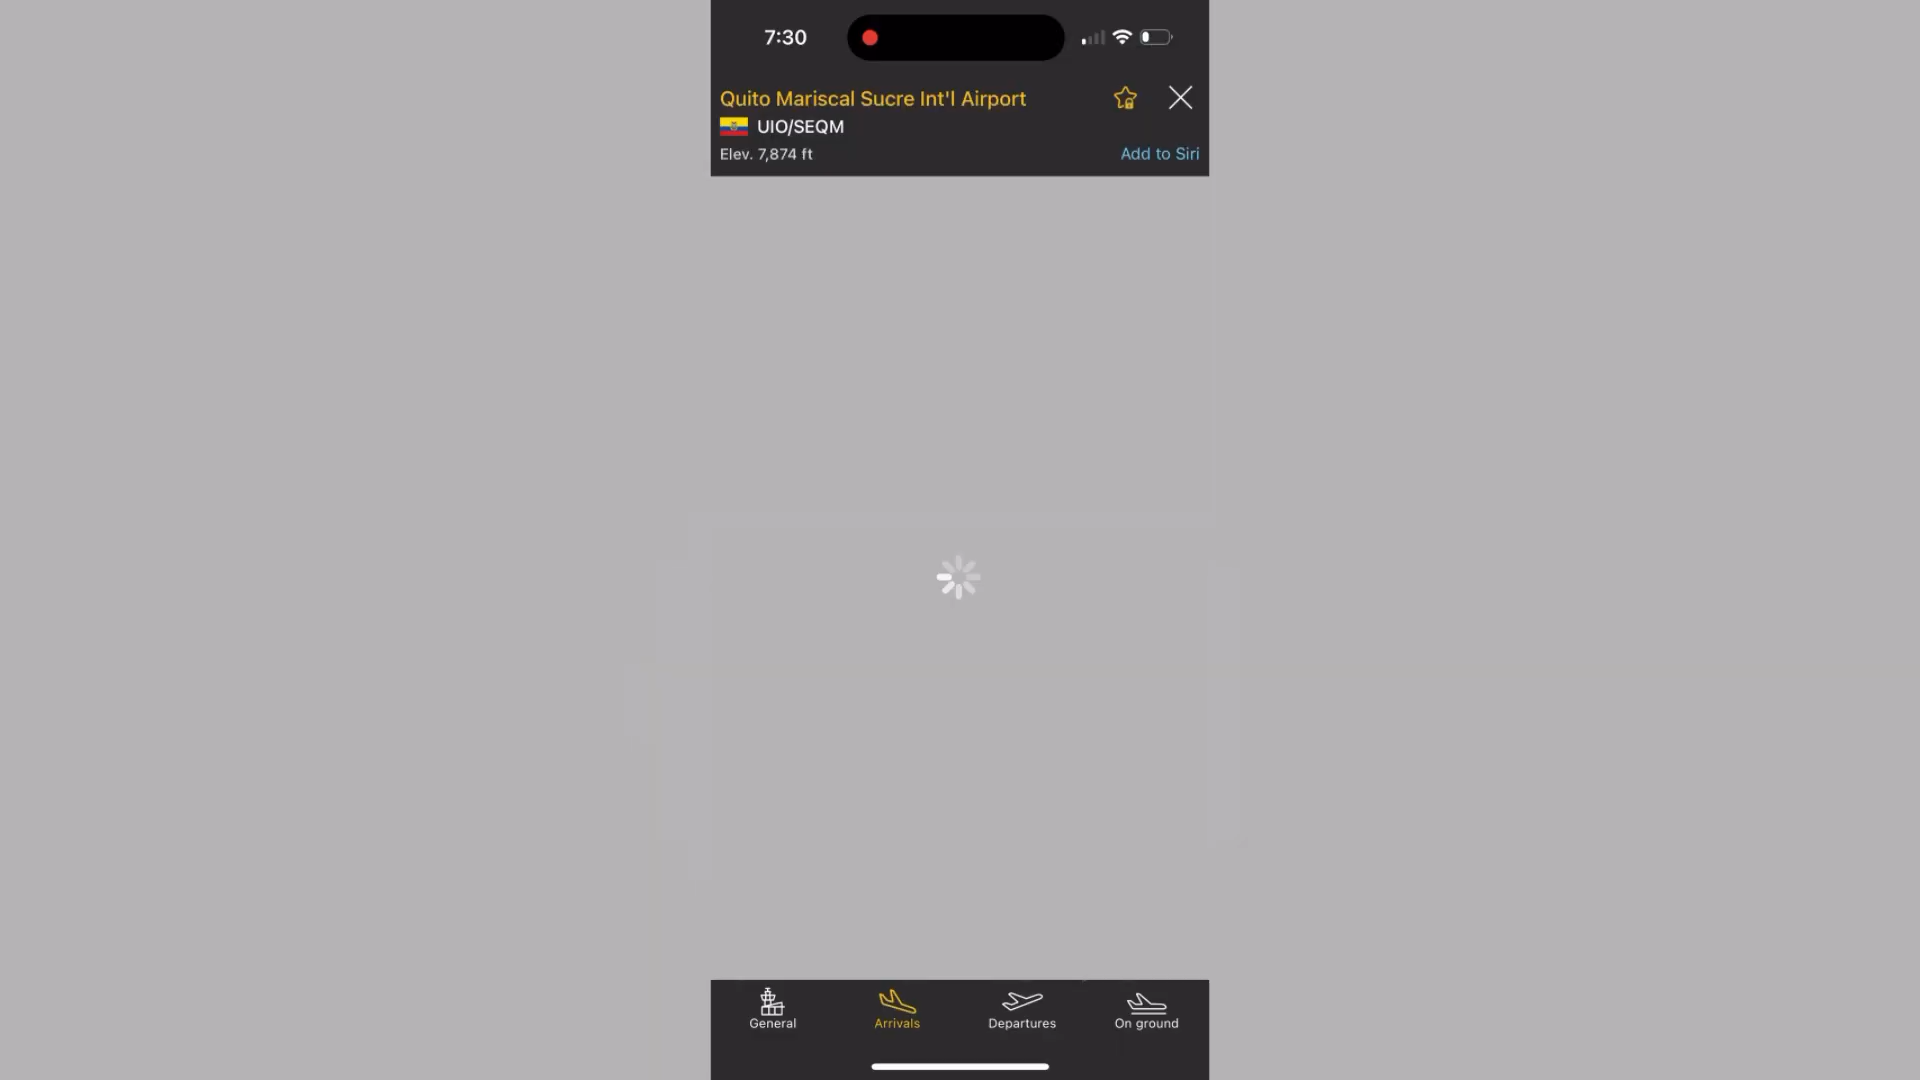 7:30
Quito Mariscal Sucre Int'l Airport
UIO/SEQM
Elev. 7,874 ft
Add to Siri
General
Arrivals
Departures
On ground